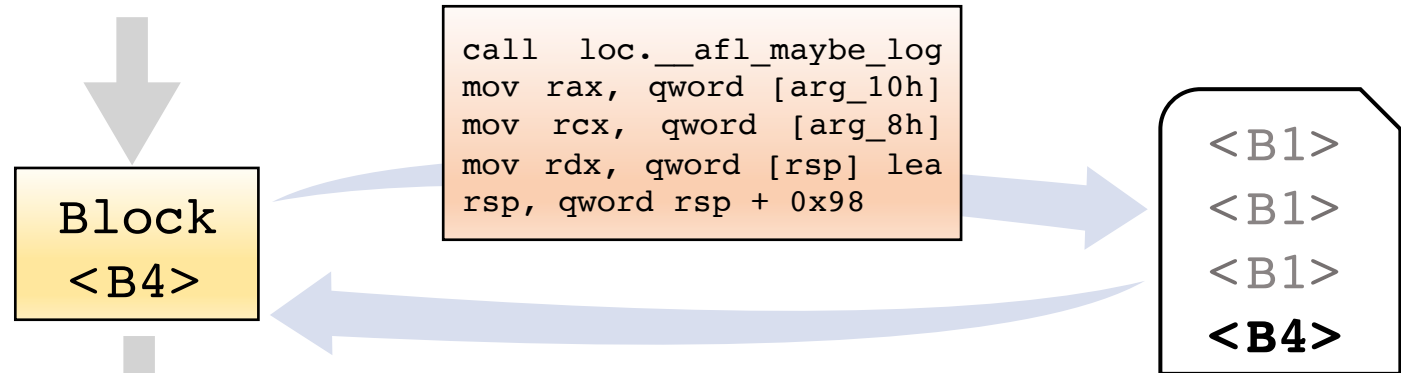 call loc.__afl_maybe_log
mov rax, qword [arg_10h]
mov rcx, qword [arg_8h]
mov rdx, qword [rsp] lea
rsp, qword rsp + 0x98
Block
<B4>
<B1>
<B1>
<B1>
<B4>